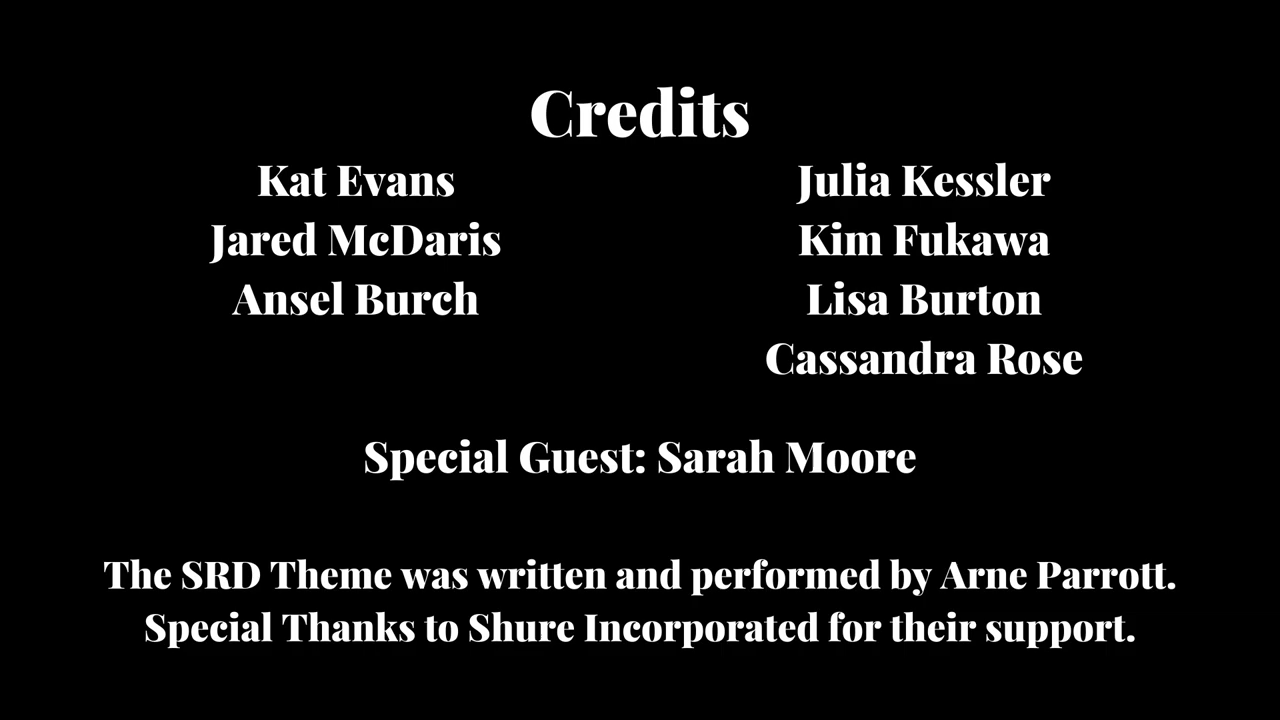 Credits
Kat Evans
Jared McDaris
Ansel Burch
Julia Kessler
Kim Fukawa
Lisa Burton
Cassandra Rose
Special Guest: Sarah Moore
The SRD Theme was written and performed by Arne Parrott.
Special Thanks to Shure Incorporated for their support.